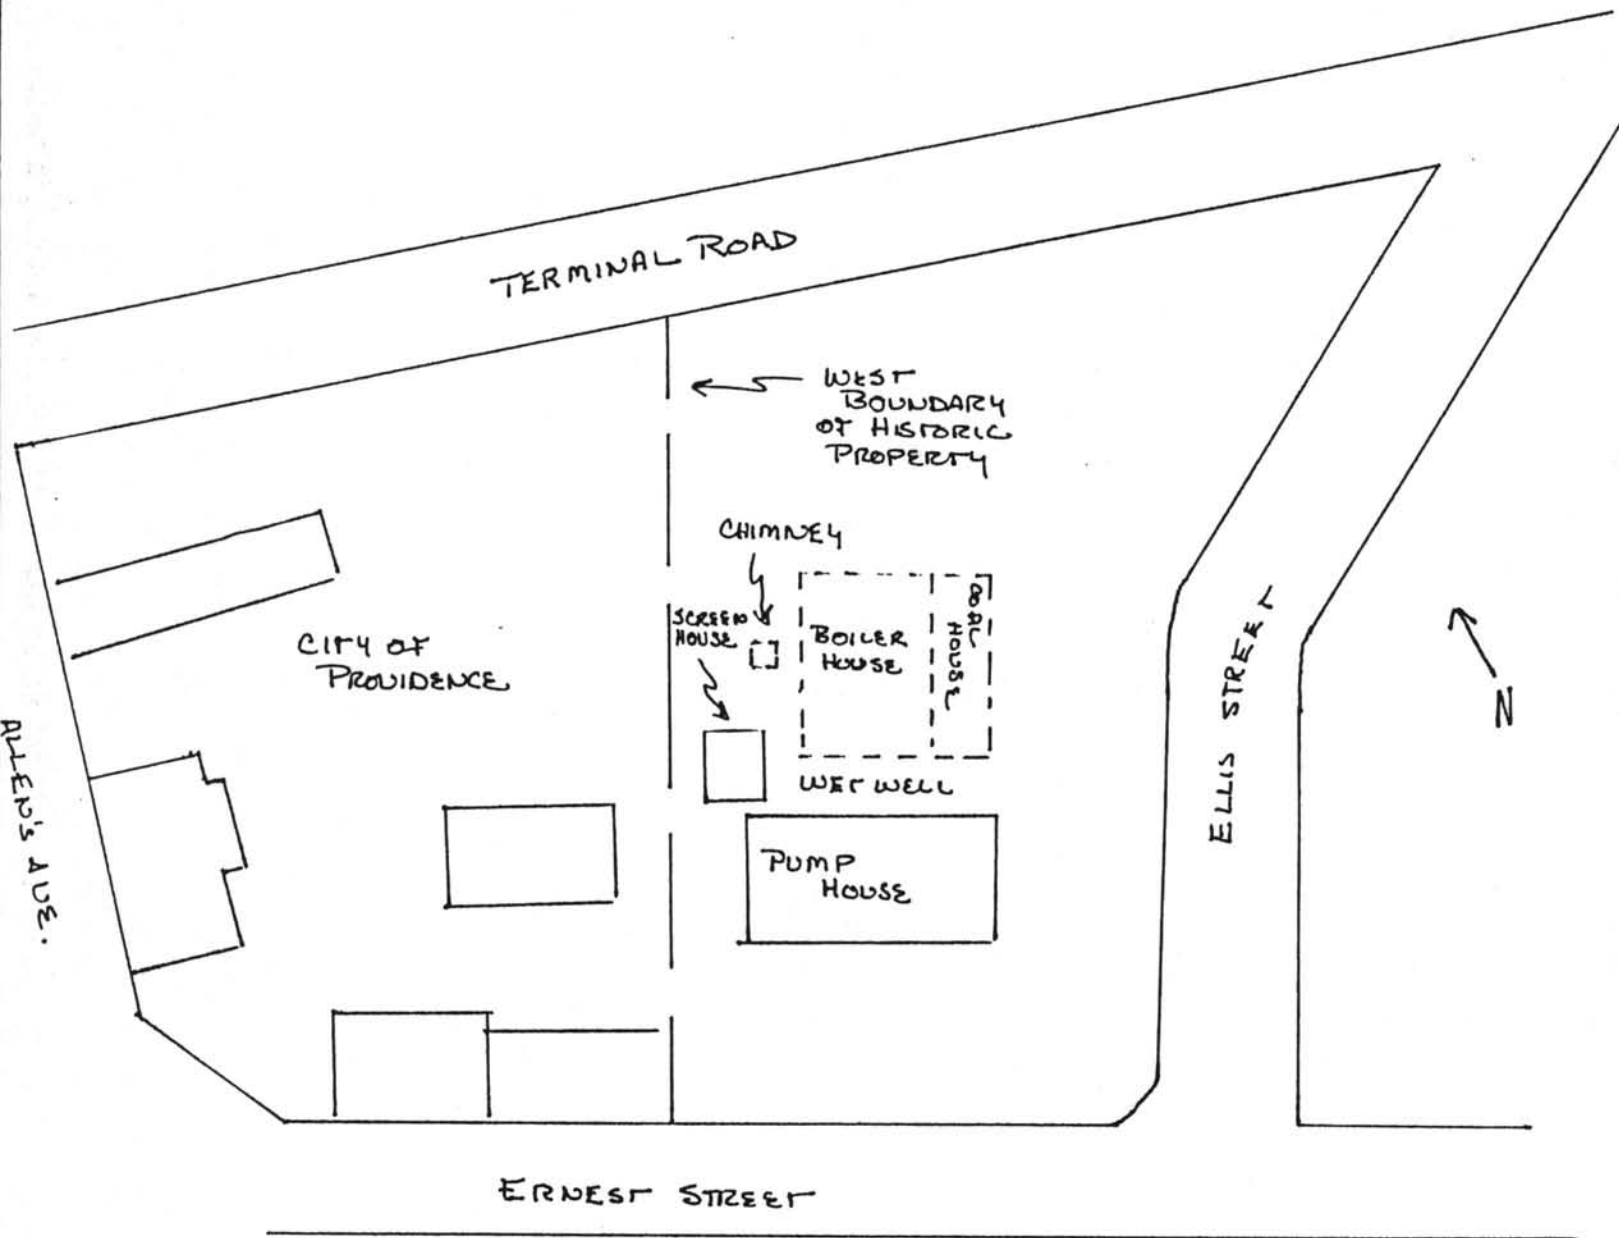 TERMINAL ROAD
WEST
BOUNDARY
OF HISTORIC
PROPERTY
CHIMNEY
SCREEN
HOUSE
BOILER
HOUSE
COAL
HOUSE
CITY OF
PROVIDENCE
WET WELL
PUMP
HOUSE
ELLIS STREET
N
ALLEN'S AVE.
ERNEST STREET